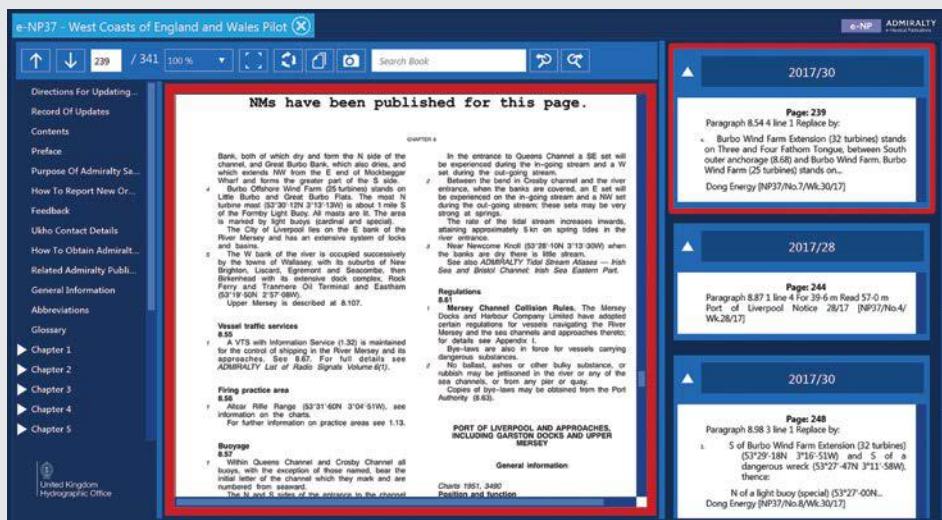 e-NP37 - West Coasts of England and Wales Pilot
e-NP ADMIRALTY
e-Nautical Publications
239 / 341 100 % Search Book
Directions For Updating...
Record Of Updates
Contents
Preface
Purpose Of Admiralty Sa...
How To Report New Or...
Feedback
Ukho Contact Details
How To Obtain Admiralt...
Related Admiralty Publi...
General Information
Abbreviations
Glossary
Chapter 1
Chapter 2
Chapter 3
Chapter 4
Chapter 5
United Kingdom
Hydrographic Office
NMs have been published for this page.
CHAPTER 8
Bank, both of which dry and form the N side of the
channel, and Great Burbo Bank, which also dries, and
which extends NW from the E end of Mockbeggar
Wharf and forms the greater part of the S side.
4 Burbo Offshore Wind Farm (25 turbines) stands on
Little Burbo and Great Burbo Flats. The most N
turbine mast (53°30'·12N 3°13'·13W) is about 1 mile S
of the Formby Light Buoy. All masts are lit. The area
is marked by light buoys (cardinal and special).
The City of Liverpool lies on the E bank of the
River Mersey and has an extensive system of locks
and basins.
5 The W bank of the river is occupied successively
by the towns of Wallasey, with its suburbs of New
Brighton, Liscard, Egremont and Seacombe, then
Birkenhead with its extensive dock complex, Rock
Ferry and Tranmere Oil Terminal and Eastham
(53°19'·50N 2°57'·08W).
Upper Mersey is described at 8.107.
Vessel traffic services
8.55
1 A VTS with Information Service (1.32) is maintained
for the control of shipping in the River Mersey and its
approaches. See 8.67. For full details see
ADMIRALTY List of Radio Signals Volume 6(1).
Firing practice area
8.56
1 Altcar Rifle Range (53°31'·60N 3°04'·51W), see
information on the charts.
For further information on practice areas see 1.13.
Buoyage
8.57
1 Within Queens Channel and Crosby Channel all
buoys, with the exception of those named, bear the
initial letter of the channel which they mark and are
numbered from seaward.
The N and S sides of the entrance to the channel
In the entrance to Queens Channel a SE set will
be experienced during the in-going stream and a W
set during the out-going stream.
2 Between the bend in Crosby channel and the river
entrance, when the banks are covered, an E set will
be experienced on the in-going stream and a NW set
during the out-going stream; these sets may be very
strong at springs.
The rate of the tidal stream increases inwards,
attaining approximately 5 kn on spring tides in the
river entrance.
3 Near Newcome Knoll (53°28'·10N 3°13'·00W) when
the banks are dry there is little stream.
See also ADMIRALTY Tidal Stream Atlases — Irish
Sea and Bristol Channel: Irish Sea Eastern Part.
Regulations
8.61
1 Mersey Channel Collision Rules. The Mersey
Docks and Harbour Company Limited have adopted
certain regulations for vessels navigating the River
Mersey and the sea channels and approaches thereto;
for details see Appendix I.
Bye-laws are also in force for vessels carrying
dangerous substances.
2 No ballast, ashes or other bulky substance, or
rubbish may be jettisoned in the river or any of the
sea channels, or from any pier or quay.
Copies of bye-laws may be obtained from the Port
Authority (8.63).
PORT OF LIVERPOOL AND APPROACHES,
INCLUDING GARSTON DOCKS AND UPPER
MERSEY
General information
Charts 1951, 3490
Position and function
2017/30
Page: 239
Paragraph 8.54 4 line 1 Replace by:
4. Burbo Wind Farm Extension (32 turbines) stands
on Three and Four Fathom Tongue, between South
outer anchorage (8.68) and Burbo Wind Farm. Burbo
Wind Farm (25 turbines) stands on...
Dong Energy [NP37/No.7/Wk.30/17]
2017/28
Page: 244
Paragraph 8.87 1 line 4 For 39·6 m Read 57·0 m
Port of Liverpool Notice 28/17 [NP37/No.4/
Wk.28/17]
2017/30
Page: 248
Paragraph 8.98 3 line 1 Replace by:
3. S of Burbo Wind Farm Extension (32 turbines)
(53°29'·18N 3°16'·51W) and S of a
dangerous wreck (53°27'·47N 3°11'·58W),
thence:
N of a light buoy (special) (53°27'·00N...
Dong Energy [NP37/No.8/Wk.30/17]